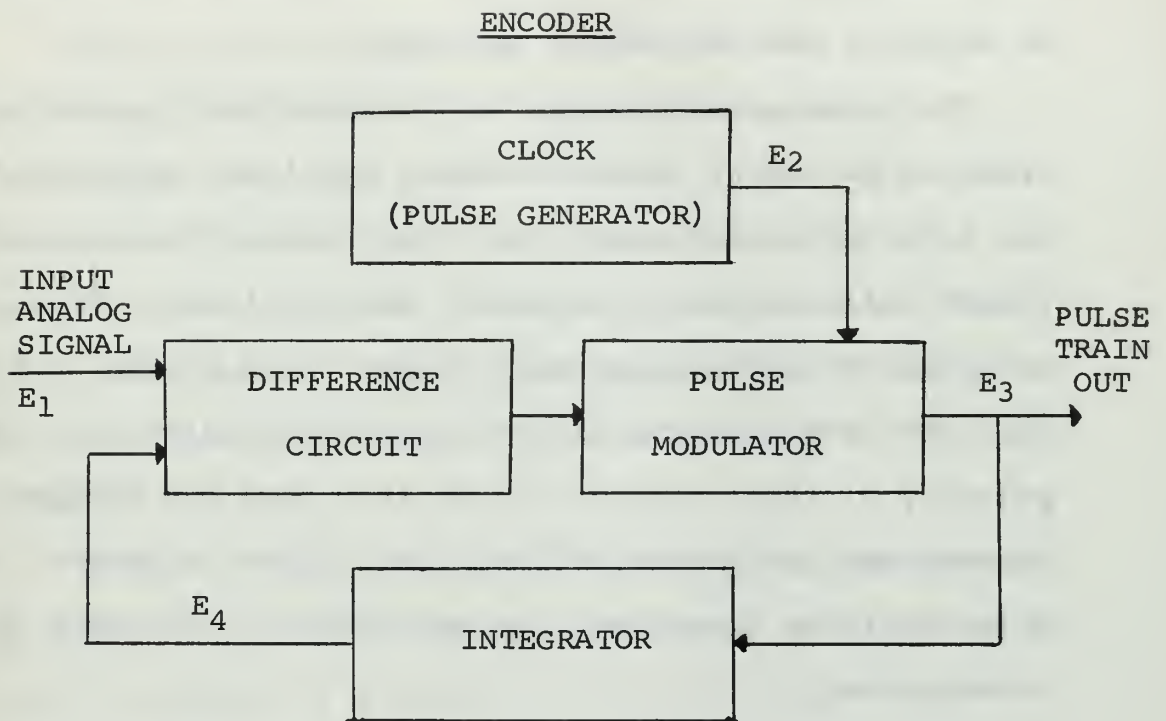 ENCODER
CLOCK
(PULSE GENERATOR)
E2
INPUT
ANALOG
SIGNAL
E1
DIFFERENCE
CIRCUIT
PULSE
MODULATOR
E3
PULSE
TRAIN
OUT
E4
INTEGRATOR